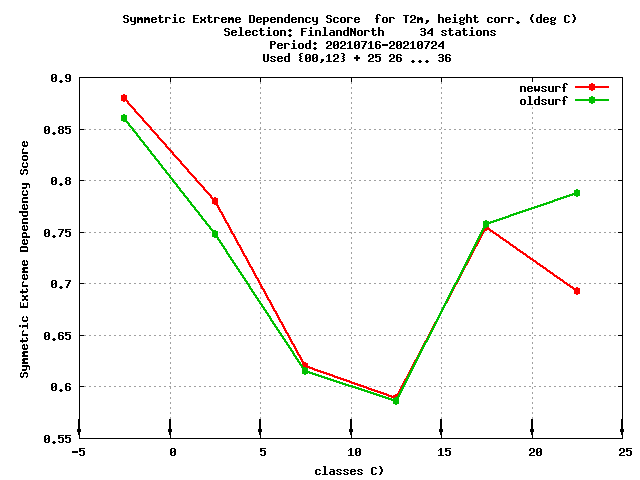 Symmetric Extreme Dependency Score for T2m, height corr. (deg C)
Selection: FinlandNorth 34 stations
Period: 20210716-20210724
Used {00,12} + 25 26 ... 36
newsurf
oldsurf
Symmetric Extreme Dependency Score
0.9
0.85
0.8
0.75
0.7
0.65
0.6
0.55
-5 0 5 10 15 20 25
classes C)